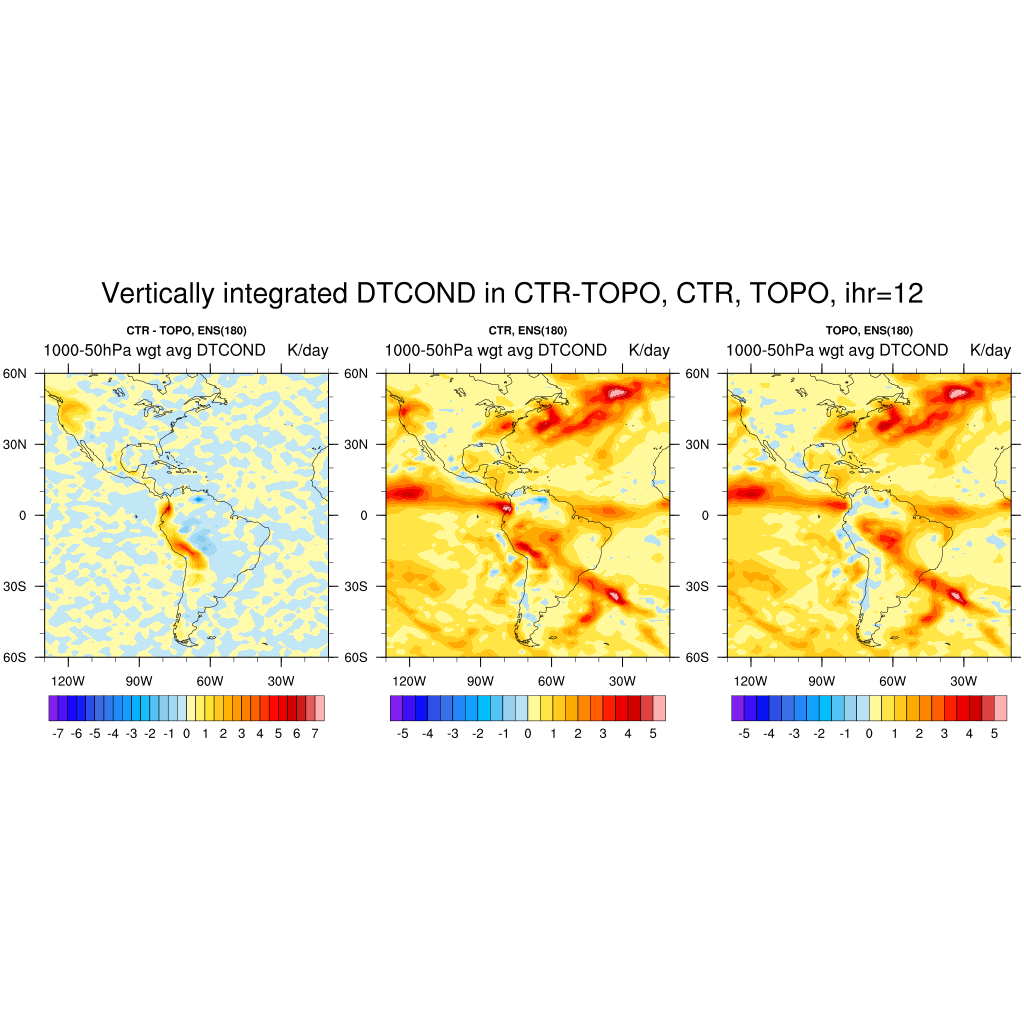 Vertically integrated DTCOND in CTR-TOPO, CTR, TOPO, ihr=12
CTR - TOPO, ENS(180)
1000-50hPa wgt avg DTCOND K/day
60N
30N
0
30S
60S
120W 90W 60W 30W
-7 -6 -5 -4 -3 -2 -1 0 1 2 3 4 5 6 7
CTR, ENS(180)
1000-50hPa wgt avg DTCOND K/day
60N
30N
0
30S
60S
120W 90W 60W 30W
-5 -4 -3 -2 -1 0 1 2 3 4 5
TOPO, ENS(180)
1000-50hPa wgt avg DTCOND K/day
60N
30N
0
30S
60S
120W 90W 60W 30W
-5 -4 -3 -2 -1 0 1 2 3 4 5